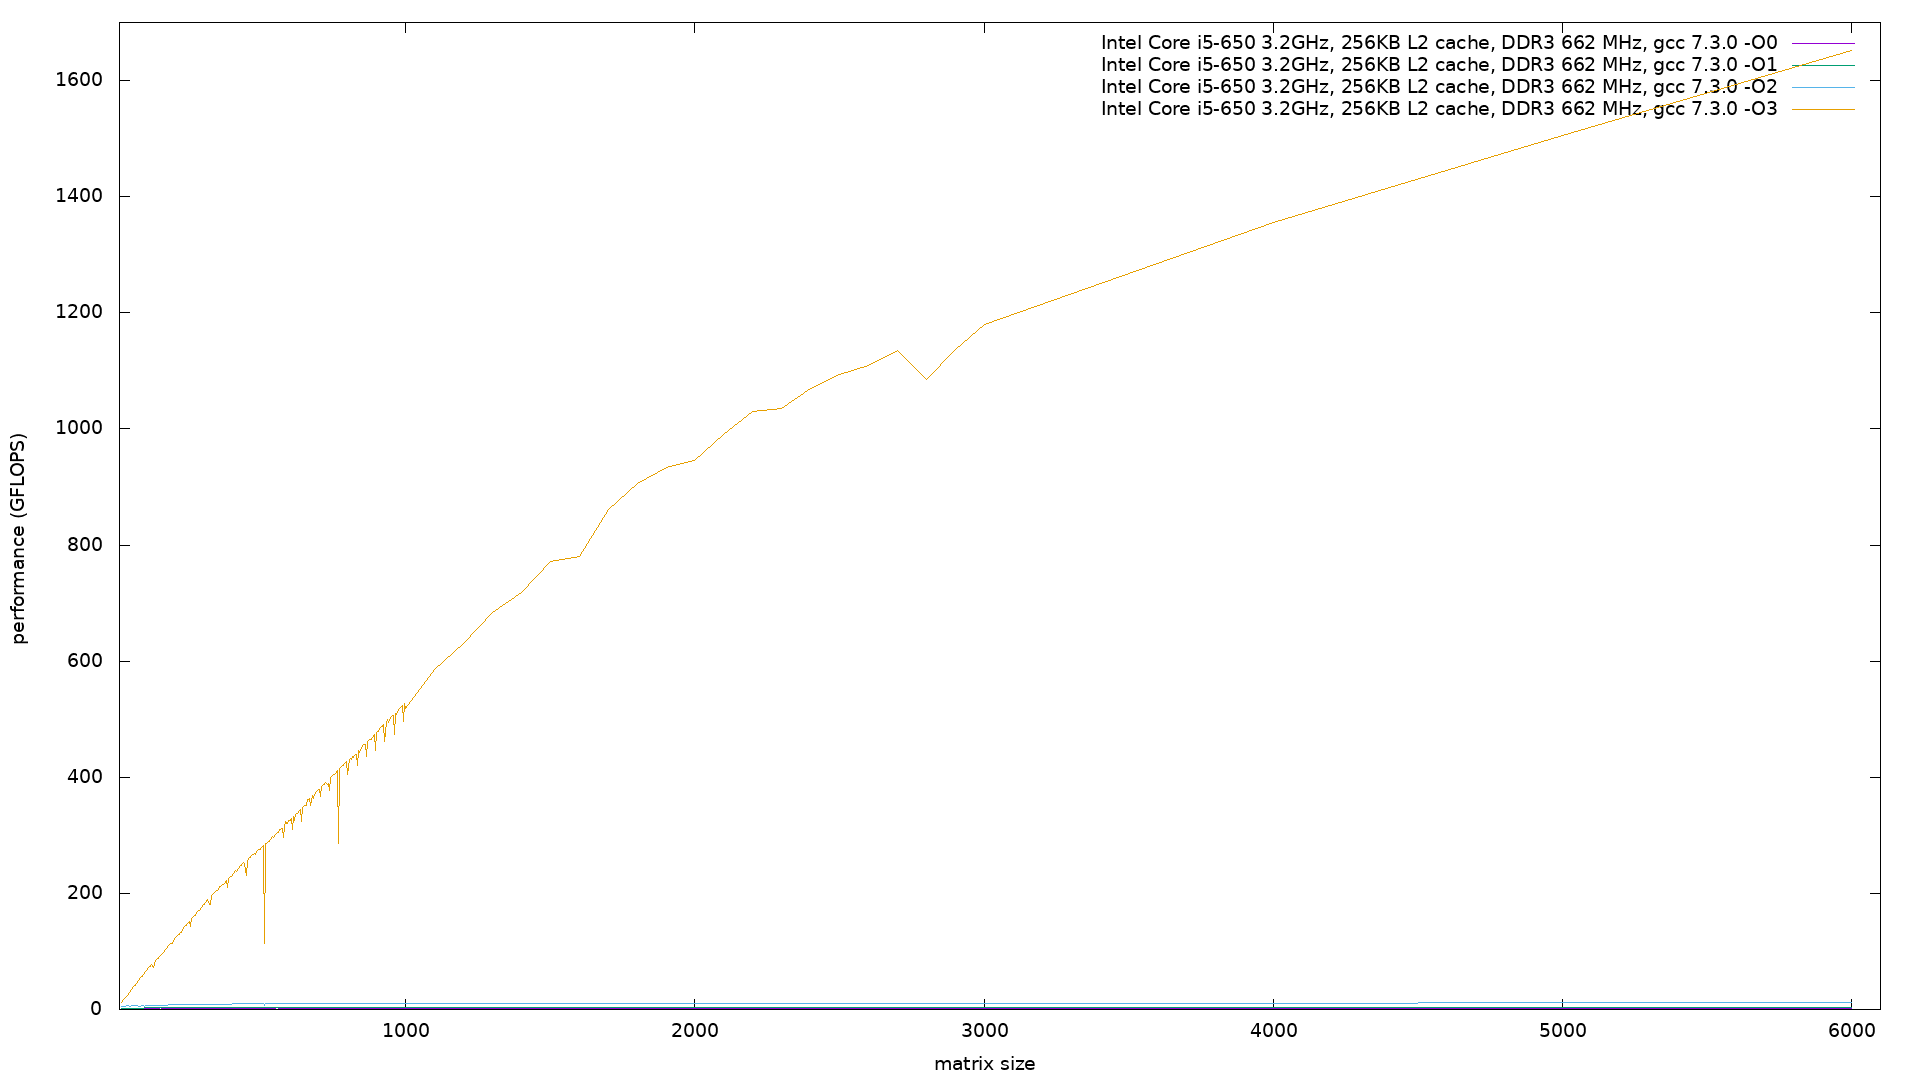 Intel Core i5-650 3.2GHz, 256KB L2 cache, DDR3 662 MHz, gcc 7.3.0 -O0
Intel Core i5-650 3.2GHz, 256KB L2 cache, DDR3 662 MHz, gcc 7.3.0 -O1
Intel Core i5-650 3.2GHz, 256KB L2 cache, DDR3 662 MHz, gcc 7.3.0 -O2
Intel Core i5-650 3.2GHz, 256KB L2 cache, DDR3 662 MHz, gcc 7.3.0 -O3
1600
1400
1200
1000
800
600
400
200
0
performance (GFLOPS)
1000 2000 3000 4000 5000 6000
matrix size